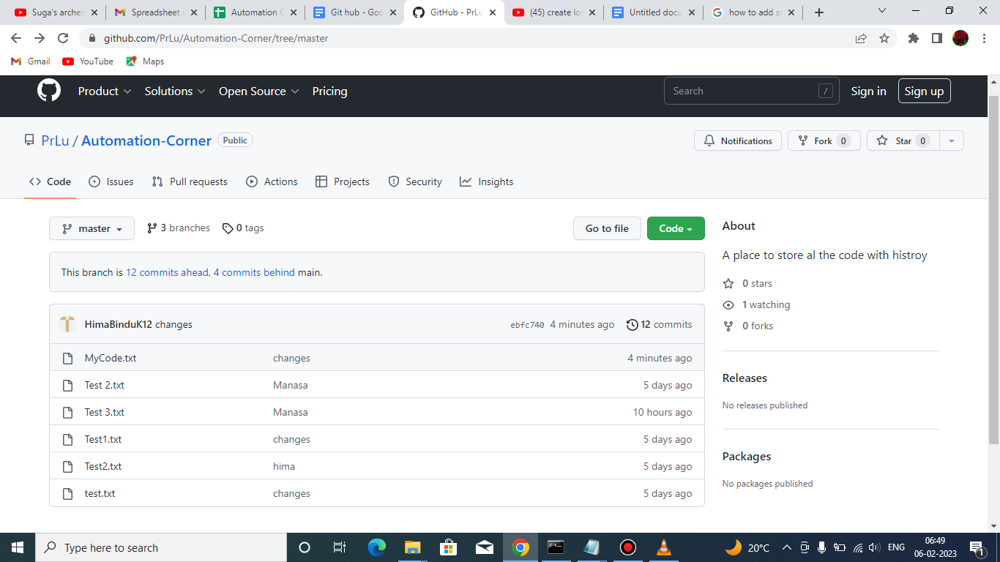 Suga's archer
Spreadsheet s
Automation C
Git hub - Goo
GitHub - PrLu
(45) create lo
Untitled docu
how to add s
github.com/PrLu/Automation-Corner/tree/master
Gmail YouTube Maps
Product Solutions Open Source Pricing Search / Sign in Sign up
PrLu / Automation-Corner Public Notifications Fork 0 Star 0
Code Issues Pull requests Actions Projects Security Insights
master 3 branches 0 tags Go to file Code
This branch is 12 commits ahead, 4 commits behind main.
HimaBinduK12 changes ebfc740 4 minutes ago 12 commits
MyCode.txt changes 4 minutes ago
Test 2.txt Manasa 5 days ago
Test 3.txt Manasa 10 hours ago
Test1.txt changes 5 days ago
Test2.txt hima 5 days ago
test.txt changes 5 days ago
About
A place to store al the code with histroy
0 stars
1 watching
0 forks
Releases
No releases published
Packages
No packages published
Type here to search
20°C
ENG
06:49
06-02-2023
1